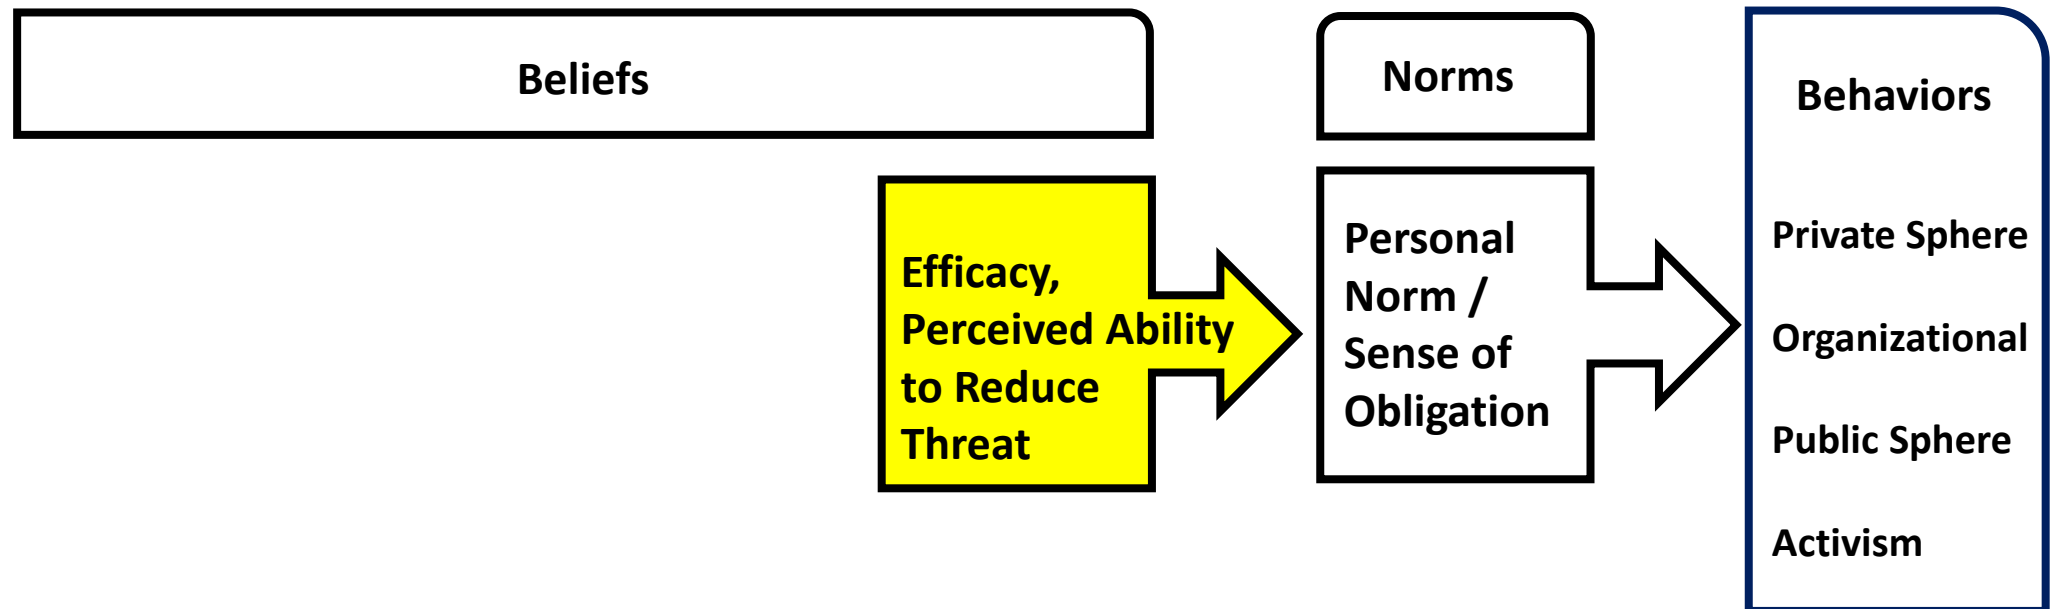 Beliefs
Norms
Behaviors
Efficacy,
Perceived Ability
to Reduce
Threat
Personal
Norm /
Sense of
Obligation
Private Sphere
Organizational
Public Sphere
Activism